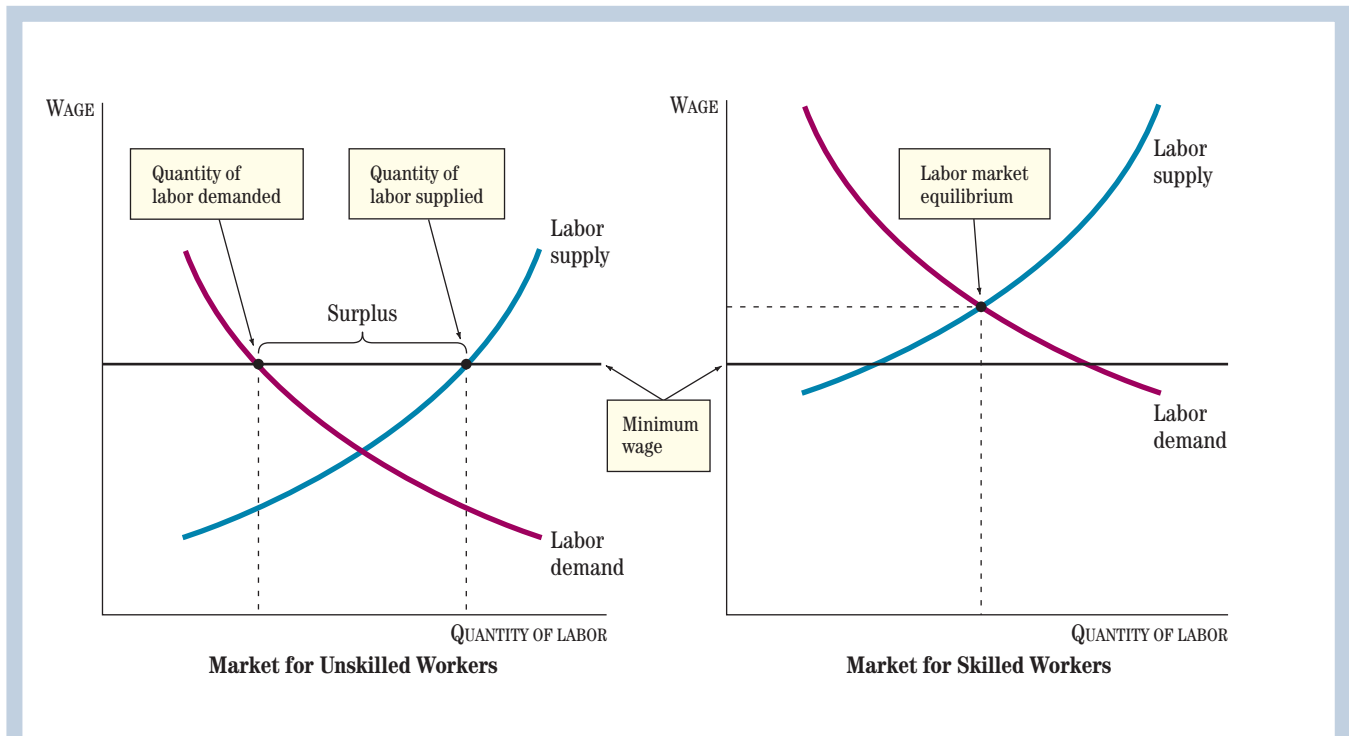 WAGE
Quantity of
labor demanded
Quantity of
labor supplied
Labor
supply
Surplus
Labor
demand
QUANTITY OF LABOR
Market for Unskilled Workers
Minimum
wage
WAGE
Labor market
equilibrium
Labor
supply
Labor
demand
QUANTITY OF LABOR
Market for Skilled Workers